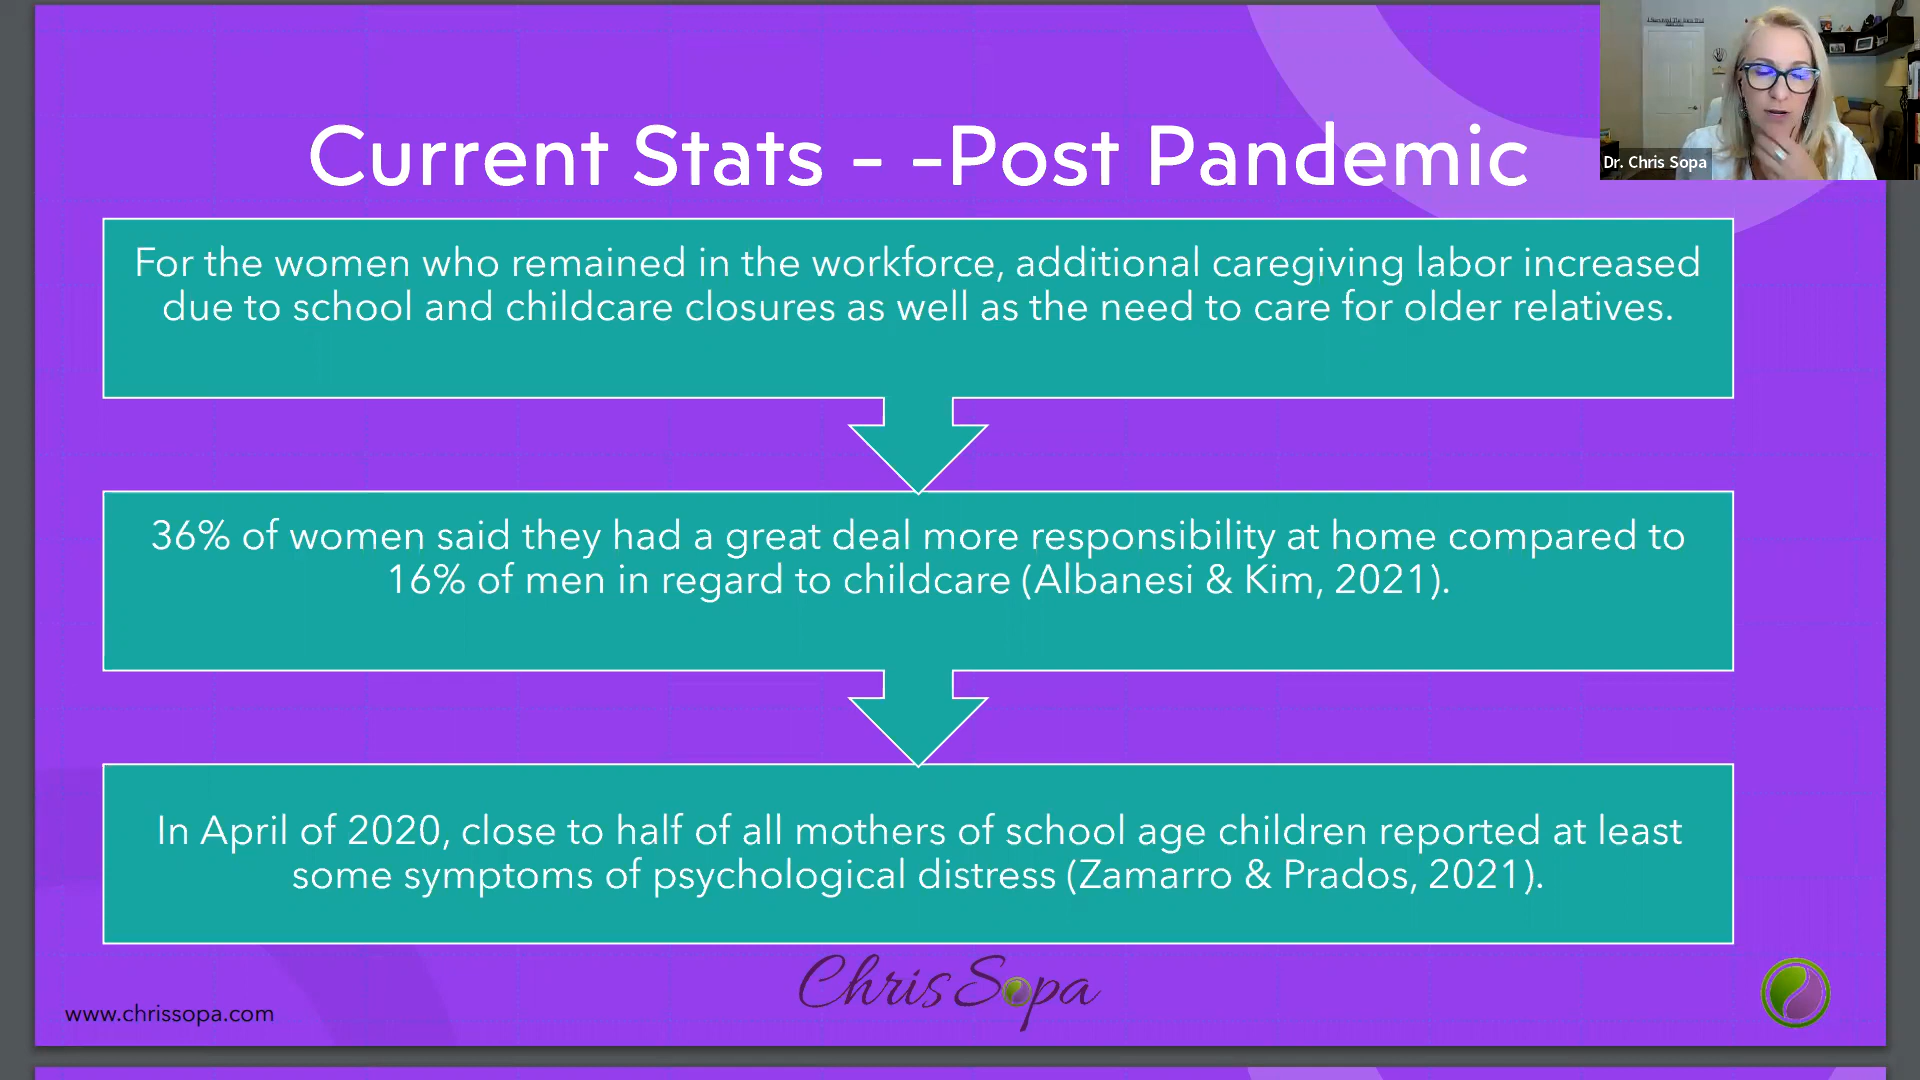 Current Stats - -Post Pandemic
Dr. Chris Sopa
For the women who remained in the workforce, additional caregiving labor increased
due to school and childcare closures as well as the need to care for older relatives.
36% of women said they had a great deal more responsibility at home compared to
16% of men in regard to childcare (Albanesi & Kim, 2021).
In April of 2020, close to half of all mothers of school age children reported at least
some symptoms of psychological distress (Zamarro & Prados, 2021).
Chris Sopa
www.chrissopa.com